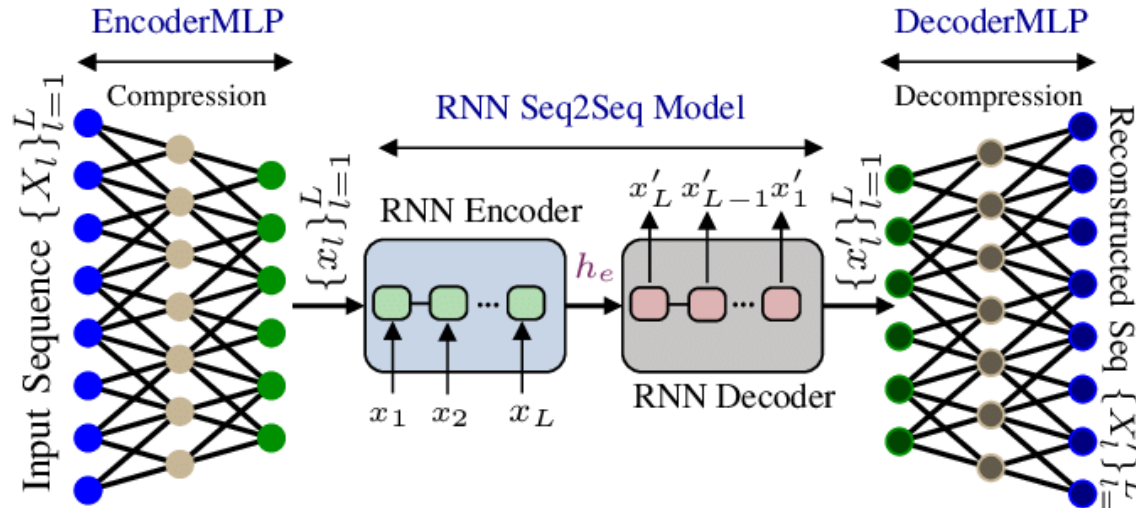 EncoderMLP
Compression
Input Sequence {X_l}_{l=1}^L
{x_l}_{l=1}^L
RNN Seq2Seq Model
RNN Encoder
x_1 x_2 ... x_L
h_e
x'_L x'_{L-1} x'_1
...
RNN Decoder
{x'_l}_{l=1}^L
DecoderMLP
Decompression
Reconstructed Seq {X'_l}_{l=}^L